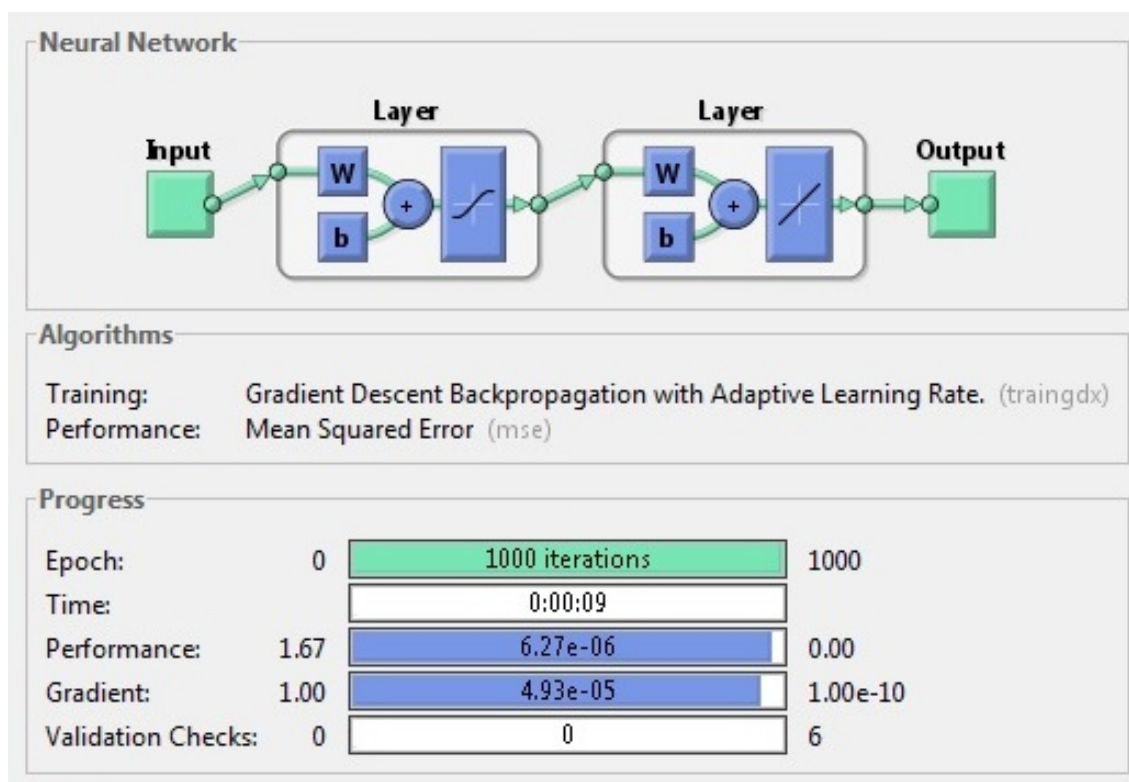 Neural Network
Layer Layer
Input Output
W W
+ +
b b
Algorithms
Training: Gradient Descent Backpropagation with Adaptive Learning Rate. (traingdx)
Performance: Mean Squared Error (mse)
Progress
Epoch: 0 1000 iterations 1000
Time: 0:00:09
Performance: 1.67 6.27e-06 0.00
Gradient: 1.00 4.93e-05 1.00e-10
Validation Checks: 0 0 6